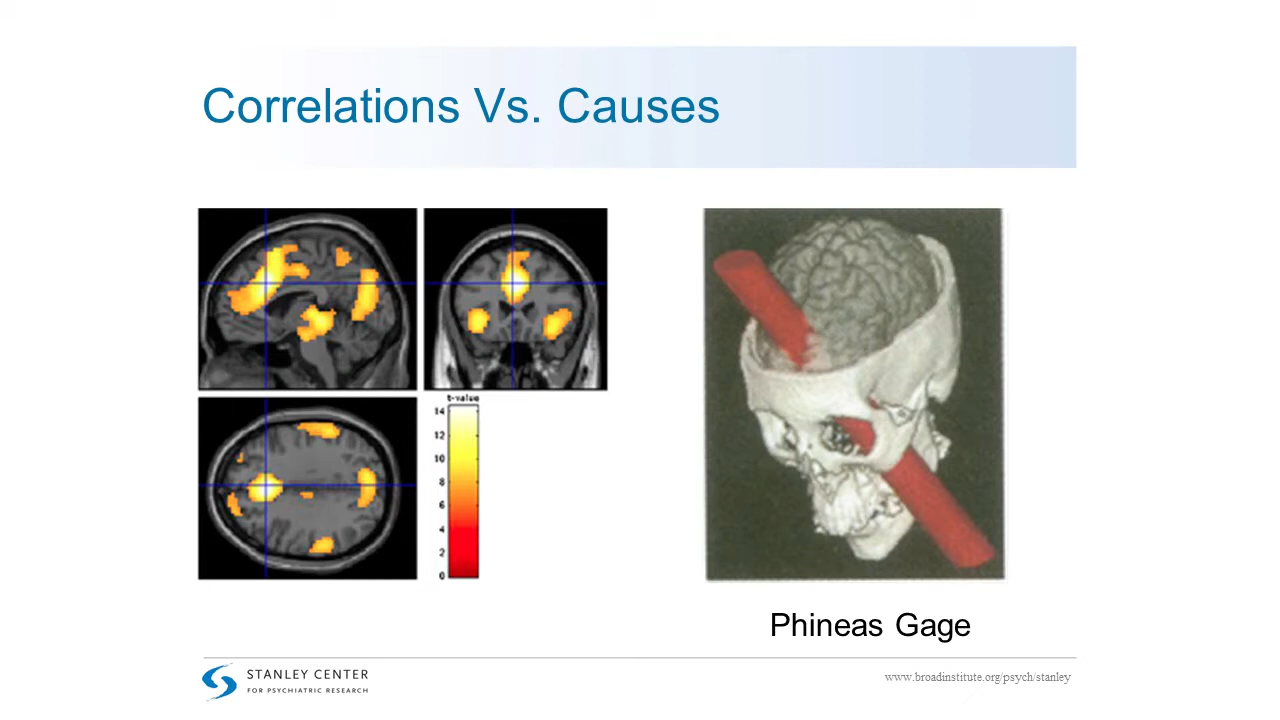 Correlations Vs. Causes
t-value
14
12
10
8
6
4
2
0
Phineas Gage
STANLEY CENTER
FOR PSYCHIATRIC RESEARCH
www.broadinstitute.org/psych/stanley